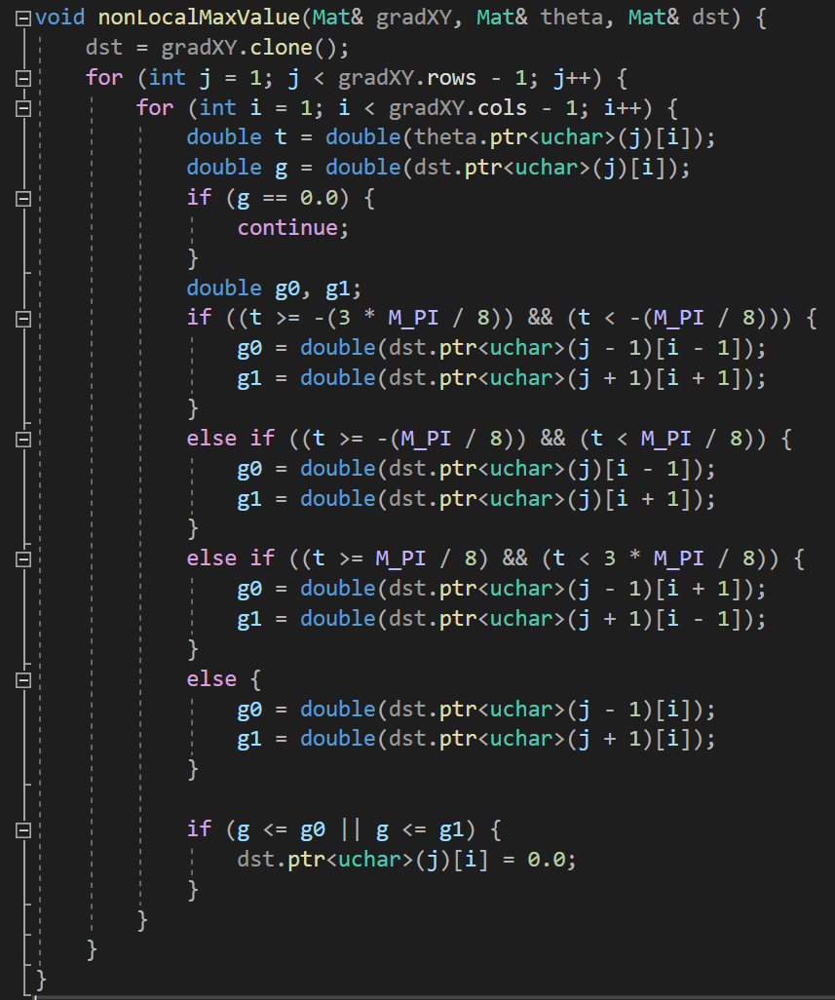 void nonLocalMaxValue(Mat& gradXY, Mat& theta, Mat& dst) {
    dst = gradXY.clone();
    for (int j = 1; j < gradXY.rows - 1; j++) {
        for (int i = 1; i < gradXY.cols - 1; i++) {
            double t = double(theta.ptr<uchar>(j)[i]);
            double g = double(dst.ptr<uchar>(j)[i]);
            if (g == 0.0) {
                continue;
            }
            double g0, g1;
            if ((t >= -(3 * M_PI / 8)) && (t < -(M_PI / 8))) {
                g0 = double(dst.ptr<uchar>(j - 1)[i - 1]);
                g1 = double(dst.ptr<uchar>(j + 1)[i + 1]);
            }
            else if ((t >= -(M_PI / 8)) && (t < M_PI / 8)) {
                g0 = double(dst.ptr<uchar>(j)[i - 1]);
                g1 = double(dst.ptr<uchar>(j)[i + 1]);
            }
            else if ((t >= M_PI / 8) && (t < 3 * M_PI / 8)) {
                g0 = double(dst.ptr<uchar>(j - 1)[i + 1]);
                g1 = double(dst.ptr<uchar>(j + 1)[i - 1]);
            }
            else {
                g0 = double(dst.ptr<uchar>(j - 1)[i]);
                g1 = double(dst.ptr<uchar>(j + 1)[i]);
            }

            if (g <= g0 || g <= g1) {
                dst.ptr<uchar>(j)[i] = 0.0;
            }
        }
    }
}